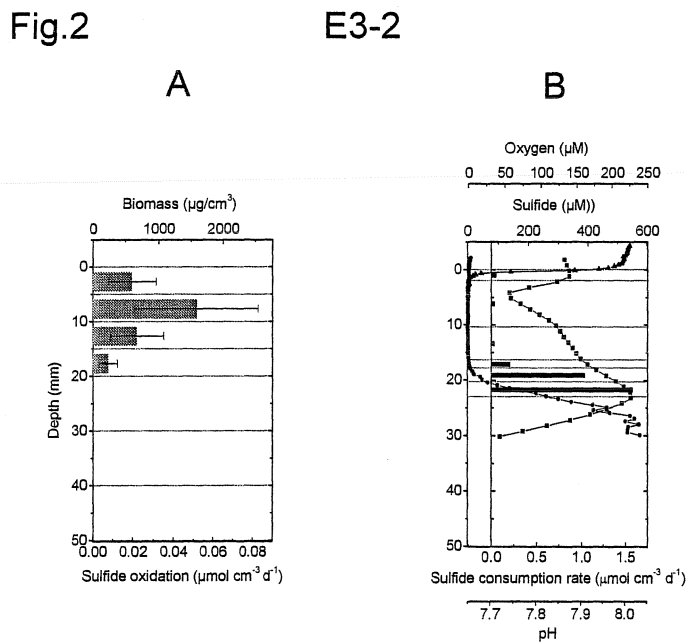 Fig.2
E3-2
A
B
Biomass (µg/cm³)
0 1000 2000
Depth (mm)
0
10
20
30
40
50
0.00 0.02 0.04 0.06 0.08
Sulfide oxidation (µmol cm⁻³ d⁻¹)
Oxygen (µM)
0 50 100 150 200 250
Sulfide (µM))
0 200 400 600
0
10
20
30
40
50
0.0 0.5 1.0 1.5
Sulfide consumption rate (µmol cm⁻³ d⁻¹)
7.7 7.8 7.9 8.0
pH